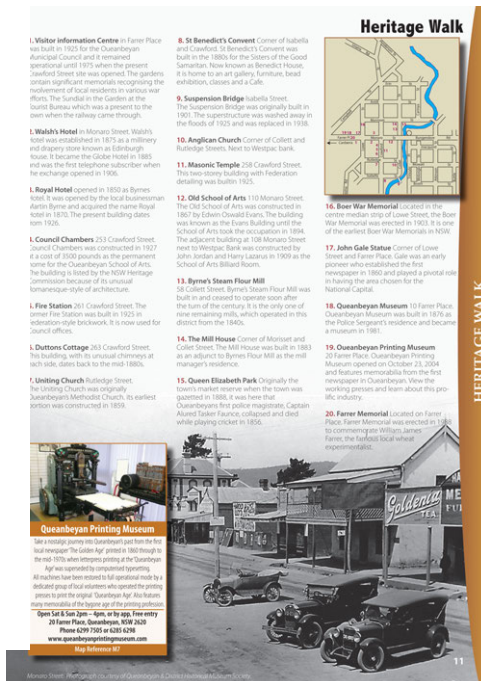 Heritage Walk
1. Visitor information Centre in Farrer Place
was built in 1925 for the Queanbeyan
Municipal Council and it remained
operational until 1975 when the present
Crawford Street site was opened. The gardens
contain significant memorials recognising the
involvement of local residents in various war
efforts. The Sundial in the Garden at the
Tourist Bureau which was a present to the
town when the railway came through.
2. Walsh's Hotel in Monaro Street. Walsh's
Hotel was established in 1875 as a millinery
and drapery store known as Edinburgh
House. It became the Globe Hotel in 1885
and was the first telephone subscriber when
the exchange opened in 1906.
3. Royal Hotel opened in 1850 as Byrnes
Hotel. It was opened by the local businessman
Martin Byrne and acquired the name Royal
Hotel in 1870. The present building dates
from 1926.
4. Council Chambers 253 Crawford Street.
Council Chambers was constructed in 1927
at a cost of 3500 pounds as the permanent
home for the Queanbeyan School of Arts.
The building is listed by the NSW Heritage
Commission because of its unusual
Romanesque-style of architecture.
5. Fire Station 261 Crawford Street. The
former Fire Station was built in 1925 in
Federation-style brickwork. It is now used for
Council offices.
6. Duttons Cottage 263 Crawford Street.
This building, with its unusual chimneys at
each side, dates back to the mid-1880s.
7. Uniting Church Rutledge Street.
The Uniting Church was originally
Queanbeyan's Methodist Church. Its earliest
portion was constructed in 1859.
8. St Benedict's Convent Corner of Isabella
and Crawford. St Benedict's Convent was
built in the 1880s for the Sisters of the Good
Samaritan. Now known as Benedict House,
it is home to an art gallery, furniture, bead
exhibition, classes and a Cafe.
9. Suspension Bridge Isabella Street.
The Suspension Bridge was originally built in
1901. The superstructure was washed away in
the floods of 1925 and was replaced in 1938.
10. Anglican Church Corner of Collett and
Rutledge Streets. Next to Westpac bank.
11. Masonic Temple 258 Crawford Street.
This two-storey building with Federation
detailing was builtin 1925.
12. Old School of Arts 110 Monaro Street.
The Old School of Arts was constructed in
1867 by Edwin Oswald Evans. The building
was known as the Evans Building until the
School of Arts took the occupation in 1894.
The adjacent building at 108 Monaro Street
next to Westpac Bank was constructed by
John Jordan and Harry Lazarus in 1909 as the
School of Arts Billiard Room.
13. Byrne's Steam Flour Mill
58 Collett Street. Byrne's Steam Flour Mill was
built in and ceased to operate soon after
the turn of the century. It is the only one of
nine remaining mills, which operated in this
district from the 1840s.
14. The Mill House Corner of Morisset and
Collet Street. The Mill House was built in 1883
as an adjunct to Byrnes Flour Mill as the mill
manager's residence.
15. Queen Elizabeth Park Originally the
town's market reserve when the town was
gazetted in 1888, it was here that
Queanbeyans first police magistrate, Captain
Alured Tasker Faunce, collapsed and died
while playing cricket in 1856.
16. Boer War Memorial Located in the
centre median strip of Lowe Street, the Boer
War Memorial was erected in 1903. It is one
of the earliest Boer War Memorials in NSW.
17. John Gale Statue Corner of Lowe
Street and Farrer Place. Gale was an early
pioneer who established the first
newspaper in 1860 and played a pivotal role
in having the area chosen for the
National Capital.
18. Queanbeyan Museum 10 Farrer Place.
Queanbeyan Museum was built in 1876 as
the Police Sergeant's residence and became
a museum in 1981.
19. Queanbeyan Printing Museum
20 Farrer Place. Queanbeyan Printing
Museum opened on October 23, 2004
and features memorabilia from the first
newspaper in Queanbeyan. View the
working presses and learn about this pro-
lific industry.
20. Farrer Memorial Located on Farrer
Place. Farrer Memorial was erected in 1938
to commemorate William James
Farrer, the famous local wheat
experimentalist.
HERITAGE WALK
Goldenia
TEA
Queanbeyan Printing Museum
Take a nostalgic journey into Queanbeyan's past from the first
local newspaper 'The Golden Age' printed in 1860 through to
the mid-1970s when letterpress printing at the 'Queanbeyan
Age' was superseded by computerised typesetting.
All machines have been restored to full operational mode by a
dedicated group of local volunteers who operated the printing
presses to print the original 'Queanbeyan Age'. Also features
many memorabilia of the bygone age of the printing profession.
Open Sat & Sun 2pm – 4pm, or by app, Free entry
20 Farrer Place, Queanbeyan, NSW 2620
Phone 6299 7505 or 6285 6298
www.queanbeyanprintingmuseum.com
Map Reference M7
11
Monaro Street. Photograph courtesy of Queanbeyan & District Historical Museum Society